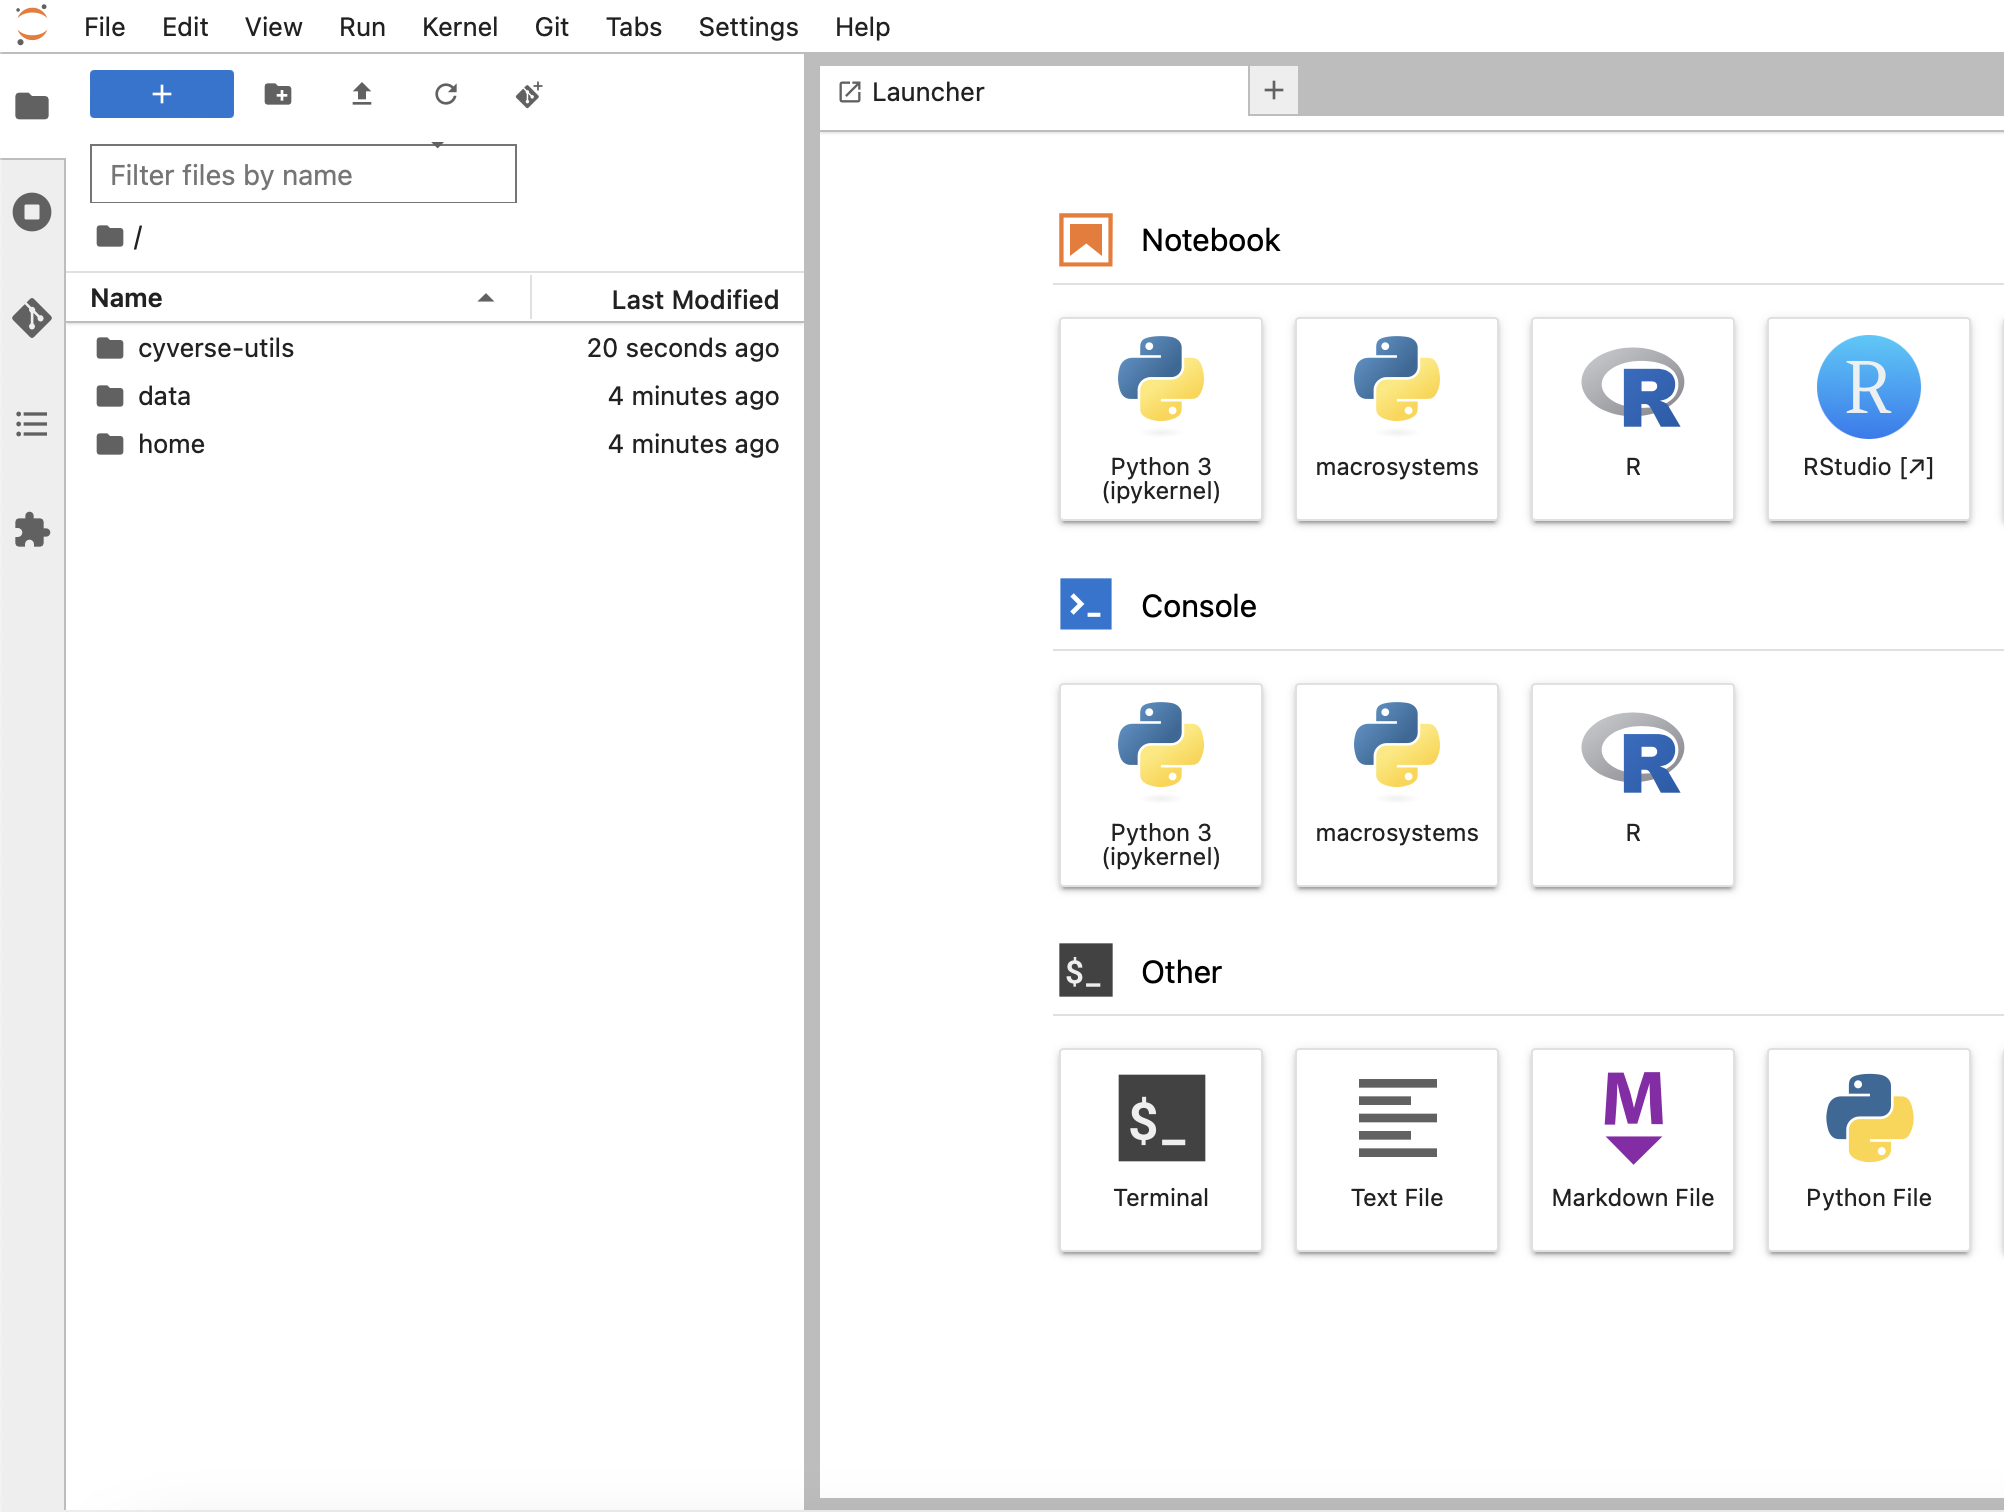 File Edit View Run Kernel Git Tabs Settings Help
Launcher
Filter files by name
/
Name Last Modified
cyverse-utils 20 seconds ago
data 4 minutes ago
home 4 minutes ago
Notebook
Python 3
(ipykernel)
macrosystems
R
R
R
RStudio [↗]
Console
Python 3
(ipykernel)
macrosystems
R
R
$_
Other
$_
Terminal
Text File
M
Markdown File
Python File